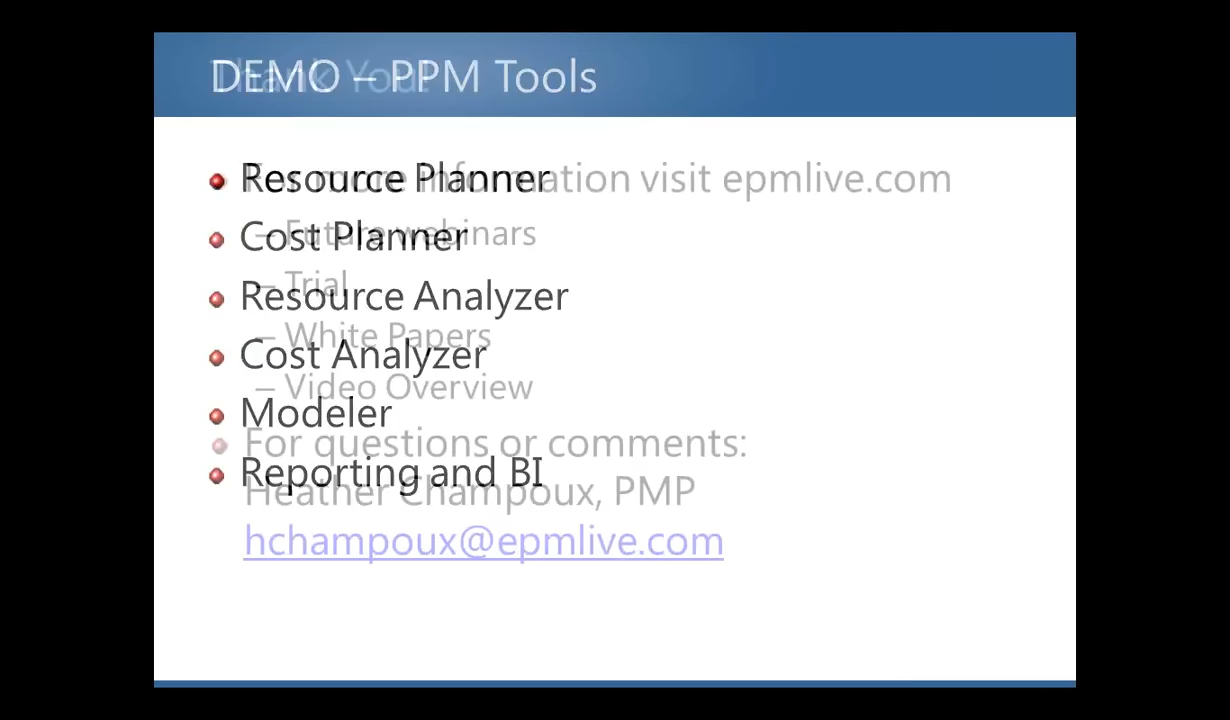 DEMO – PPM Tools
Resource Planner
Cost Planner
Resource Analyzer
Cost Analyzer
Modeler
Reporting and BI
Thank You!
For more information visit epmlive.com
– Future webinars
– Trial
– White Papers
– Video Overview
For questions or comments:
Heather Champoux, PMP
hchampoux@epmlive.com